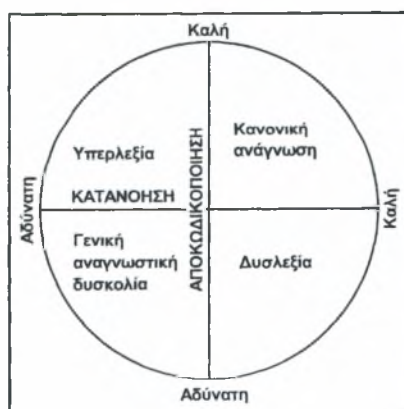 Καλή
Υπερλεξία
Κανονική
ανάγνωση
ΚΑΤΑΝΟΗΣΗ
ΑΠΟΚΩΔΙΚΟΠΟΙΗΣΗ
Αδύνατη
Καλή
Γενική
αναγνωστική
δυσκολία
Δυσλεξία
Αδύνατη